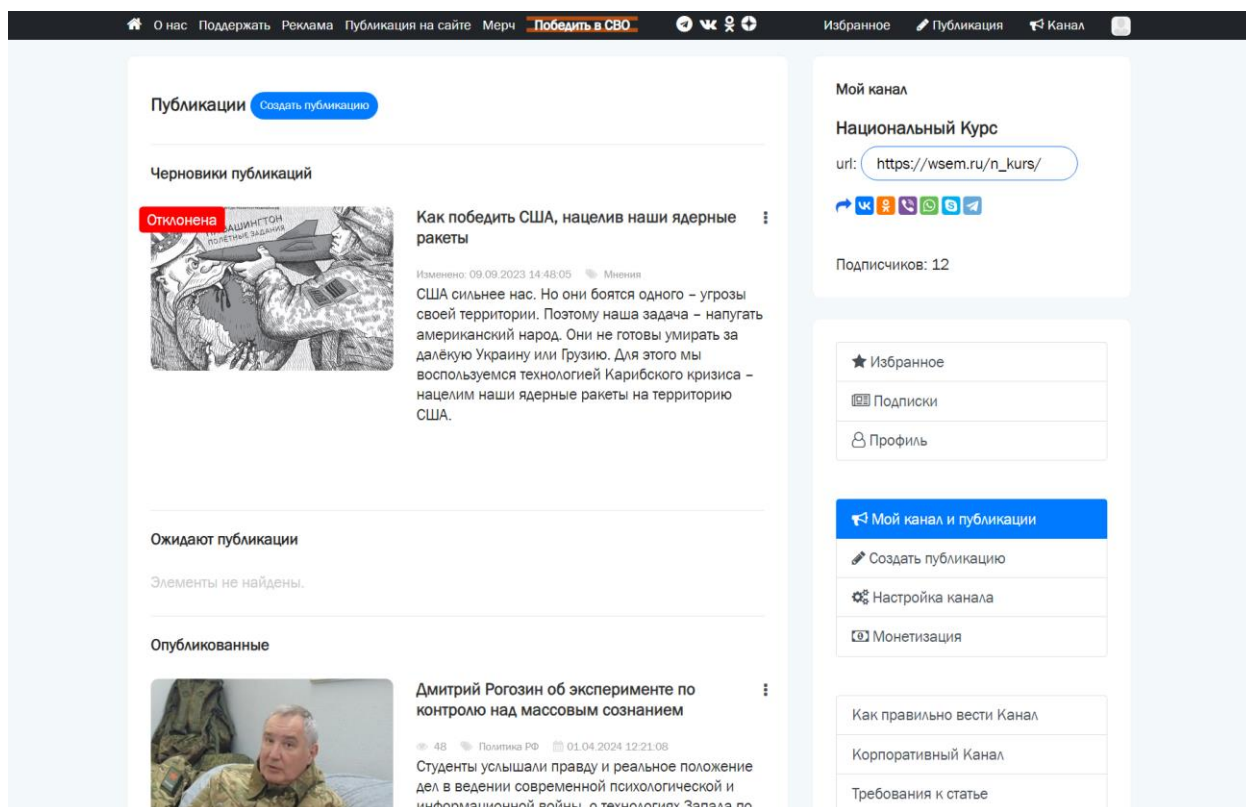 О нас Поддержать Реклама Публикация на сайте Мерч Победить в СВО Избранное Публикация Канал
Публикации Создать публикацию
Черновики публикаций
Отклонена
ПОЛЁТНЫЕ ЗАДАНИЯ
Как победить США, нацелив наши ядерные
ракеты
Изменено: 09.09.2023 14:48:05 Мнения
США сильнее нас. Но они боятся одного – угрозы
своей территории. Поэтому наша задача – напугать
американский народ. Они не готовы умирать за
далёкую Украину или Грузию. Для этого мы
воспользуемся технологией Карибского кризиса –
нацелим наши ядерные ракеты на территорию
США.
Ожидают публикации
Элементы не найдены.
Опубликованные
Дмитрий Рогозин об эксперименте по
контролю над массовым сознанием
48 Политика РФ 01.04.2024 12:21:08
Студенты услышали правду и реальное положение
дел в ведении современной психологической и
информационной войны, о технологиях Запада по
Мой канал
Национальный Курс
url: https://wsem.ru/n_kurs/
Подписчиков: 12
Избранное
Подписки
Профиль
Мой канал и публикации
Создать публикацию
Настройка канала
Монетизация
Как правильно вести Канал
Корпоративный Канал
Требования к статье